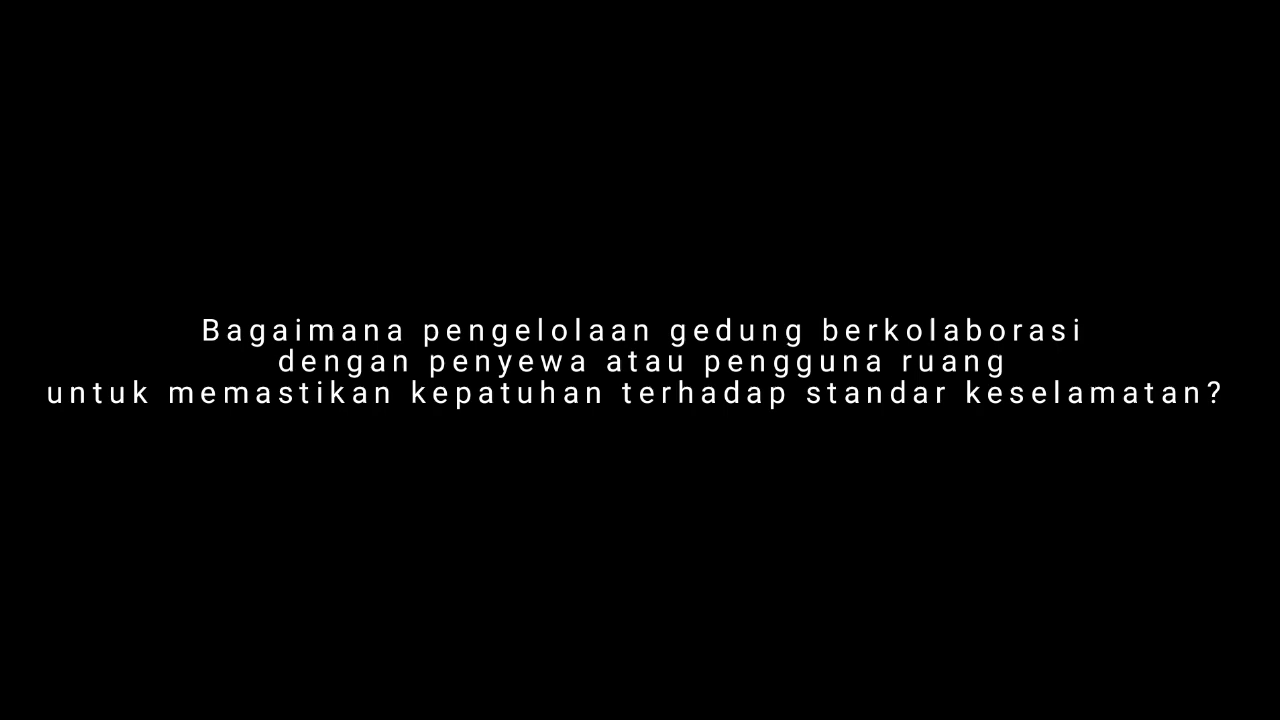 Bagaimana pengelolaan gedung berkolaborasi
dengan penyewa atau pengguna ruang
untuk memastikan kepatuhan terhadap standar keselamatan?